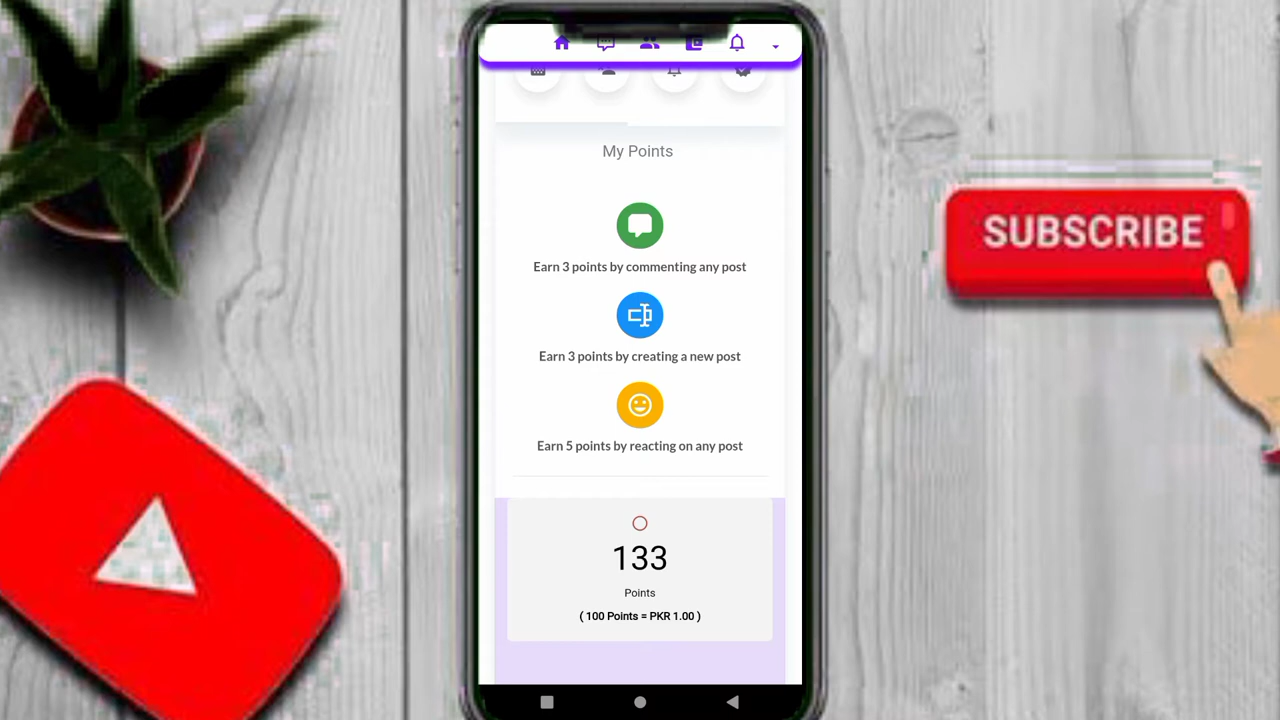 My Points
Earn 3 points by commenting any post
Earn 3 points by creating a new post
Earn 5 points by reacting on any post
133
Points
( 100 Points = PKR 1.00 )
SUBSCRIBE